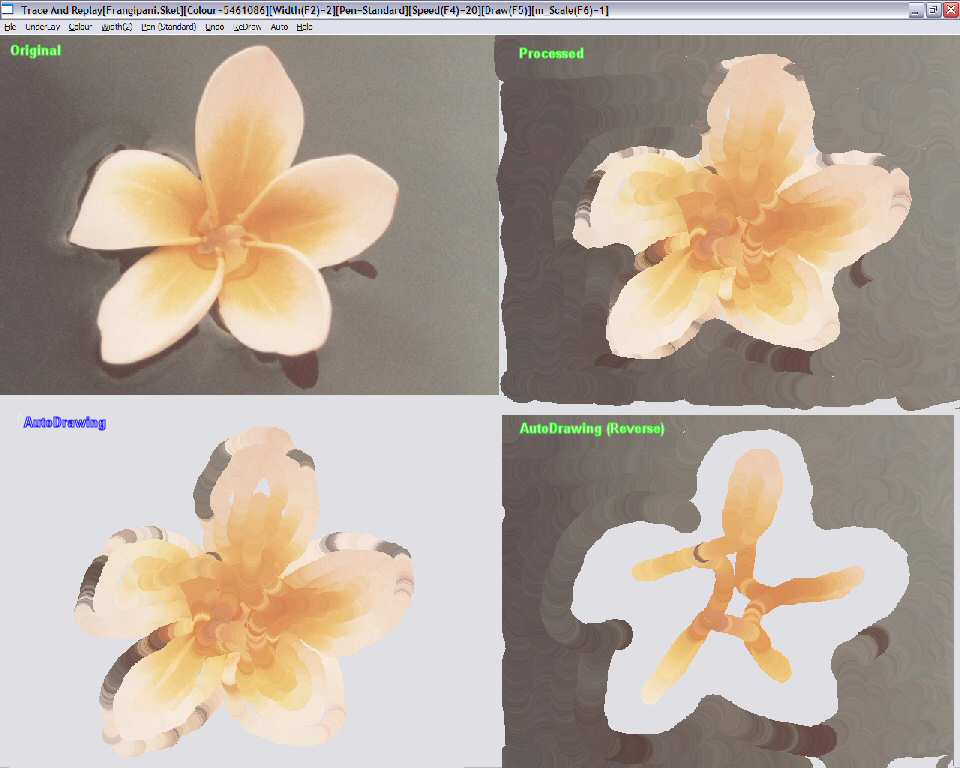 Trace And Replay[Frangipani.Sket][Colour-5461086][Width(F2)-2][Pen-Standard][Speed(F4)-20][Draw(F5)][m_Scale(F6)-1]
File UnderLay Colour Width(2) Pen (Standard) Undo ReDraw Auto Help
Original
Processed
AutoDrawing
AutoDrawing (Reverse)